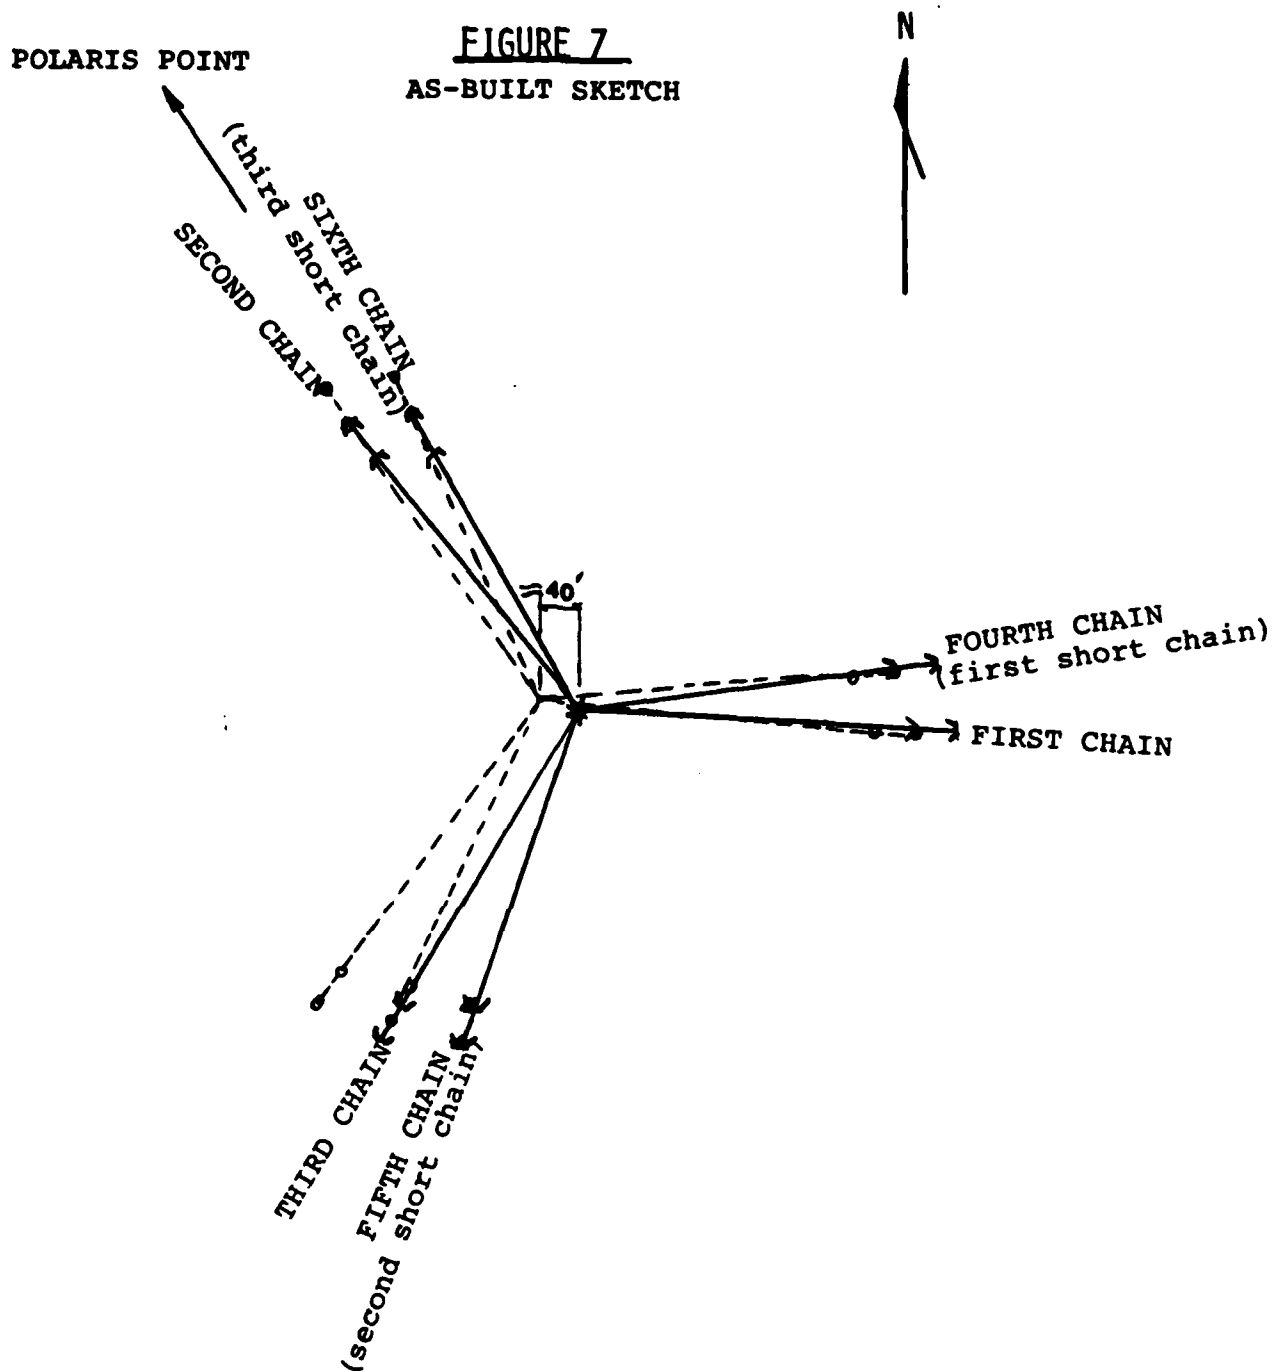 FIGURE 7
AS-BUILT SKETCH
N
POLARIS POINT
SIXTH CHAIN
(third short chain)
SECOND CHAIN
≈40'
FOURTH CHAIN
(first short chain)
FIRST CHAIN
THIRD CHAIN
FIFTH CHAIN
(second short chain)